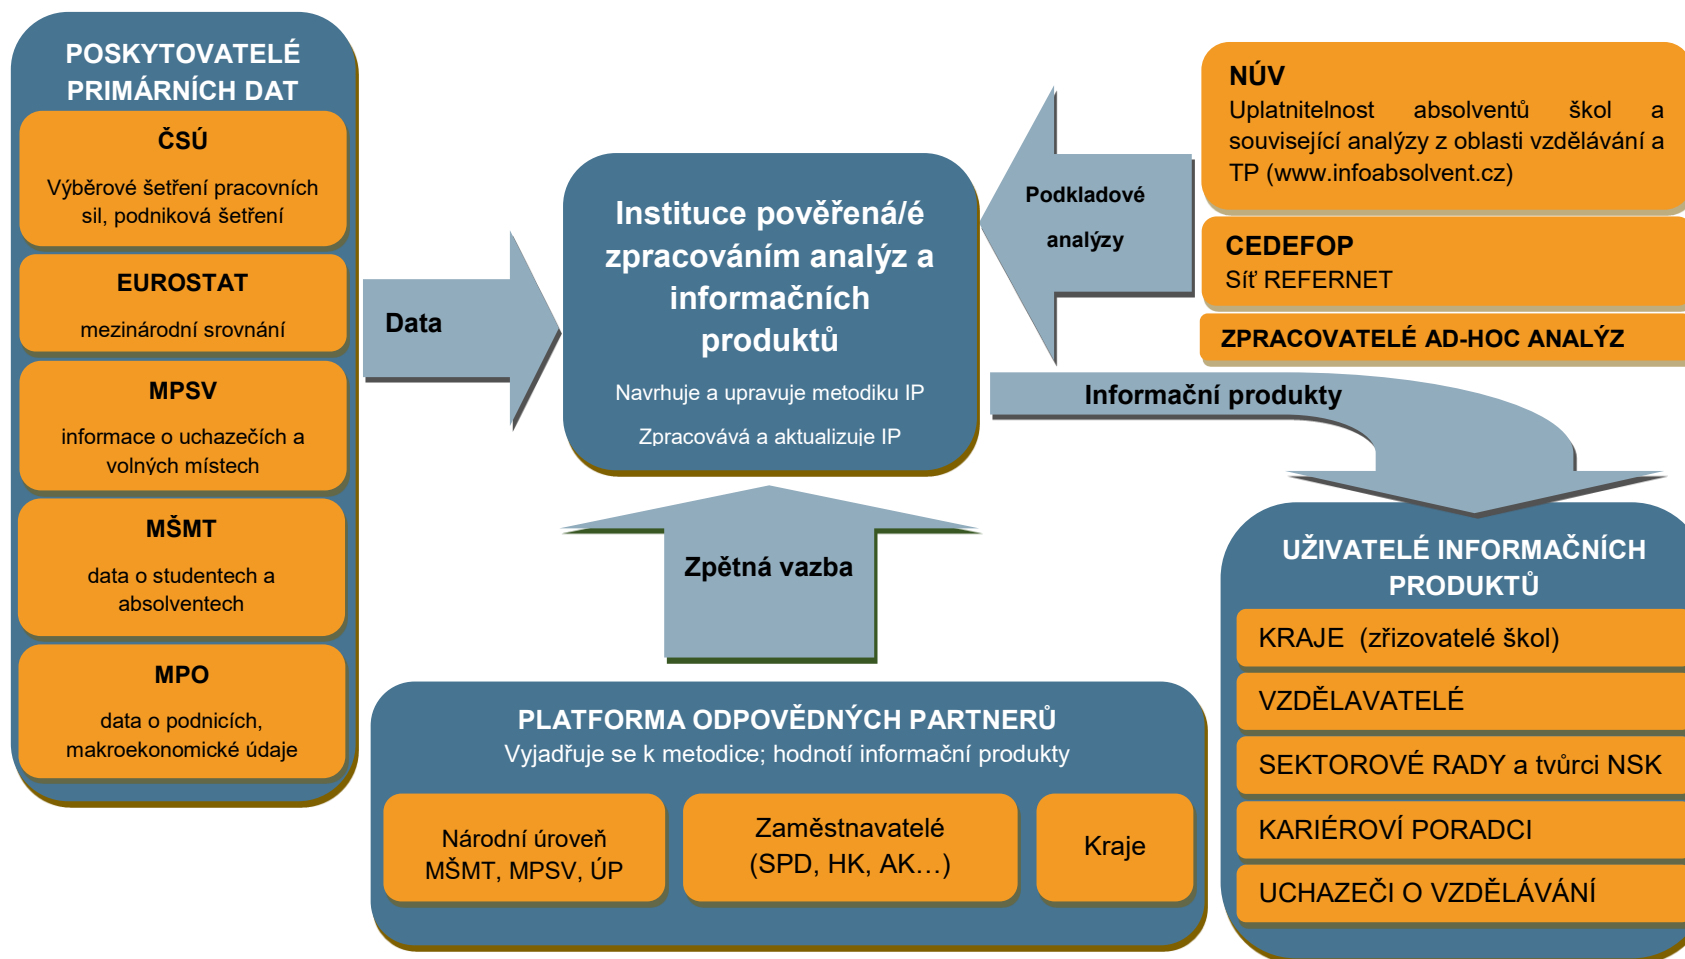 POSKYTOVATELÉ
PRIMÁRNÍCH DAT
ČSÚ
Výběrové šetření pracovních
sil, podniková šetření
EUROSTAT
mezinárodní srovnání
MPSV
informace o uchazečích a
volných místech
MŠMT
data o studentech a
absolventech
MPO
data o podnicích,
makroekonomické údaje
Data
Instituce pověřená/é
zpracováním analýz a
informačních
produktů
Navrhuje a upravuje metodiku IP
Zpracovává a aktualizuje IP
Podkladové
analýzy
NÚV
Uplatnitelnost absolventů škol a
související analýzy z oblasti vzdělávání a
TP (www.infoabsolvent.cz)
CEDEFOP
Síť REFERNET
ZPRACOVATELÉ AD-HOC ANALÝZ
Informační produkty
Zpětná vazba
PLATFORMA ODPOVĚDNÝCH PARTNERŮ
Vyjadřuje se k metodice; hodnotí informační produkty
Národní úroveň
MŠMT, MPSV, ÚP
Zaměstnavatelé
(SPD, HK, AK…)
Kraje
UŽIVATELÉ INFORMAČNÍCH
PRODUKTŮ
KRAJE (zřizovatelé škol)
VZDĚLAVATELÉ
SEKTOROVÉ RADY a tvůrci NSK
KARIÉROVÍ PORADCI
UCHAZEČI O VZDĚLÁVÁNÍ